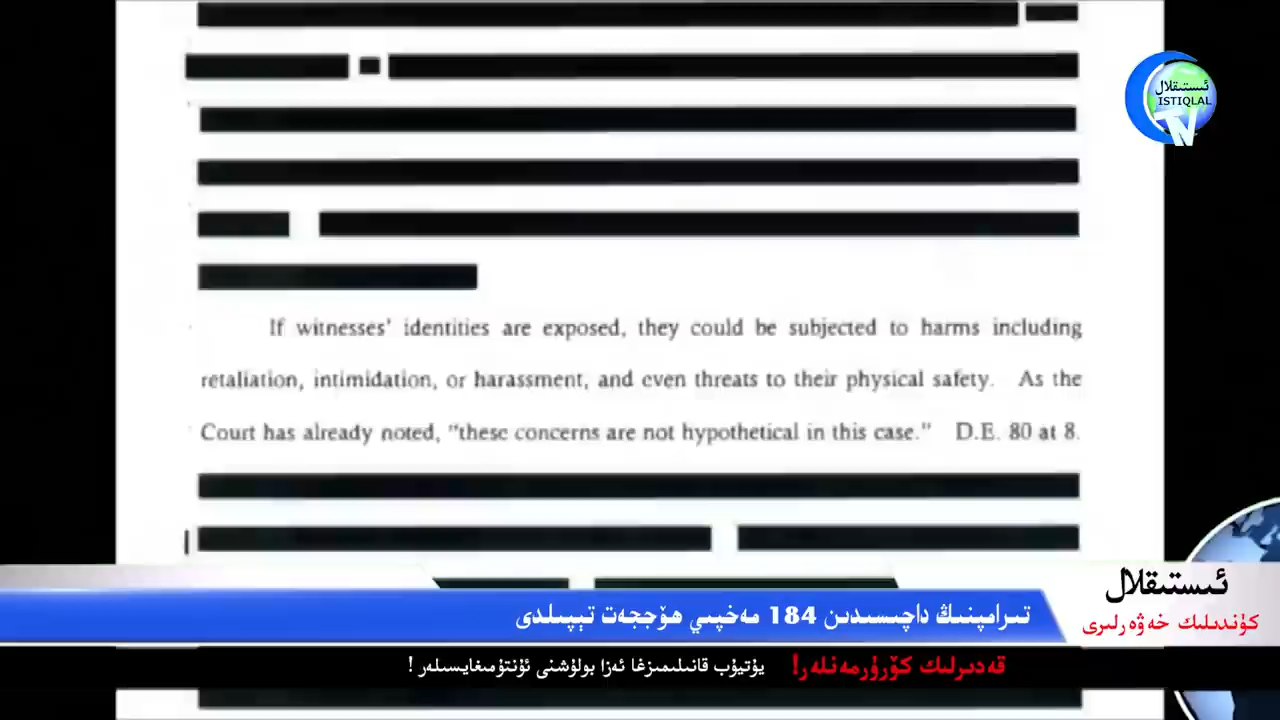 ئىستىقلال
ISTIQLAL
TV
If witnesses' identities are exposed, they could be subjected to harms including
retaliation, intimidation, or harassment, and even threats to their physical safety. As the
Court has already noted, "these concerns are not hypothetical in this case." D.E. 80 at 8.
ئىستىقلال
كۈندىلىك خەۋەرلىرى
تىرامپنىڭ داچىسىدىن 184 مەخپىي ھۆججەت تېپىلدى
قەدىرلىك كۆرۈرمەنلەر! يۇتيۇب قانىلىمىزغا ئەزا بولۇشنى ئۇنتۇمىغايسىلەر !